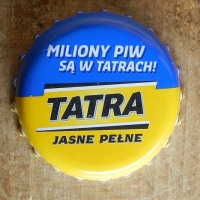 MILIONY PIW
SĄ W TATRACH!
TATRA
JASNE PEŁNE